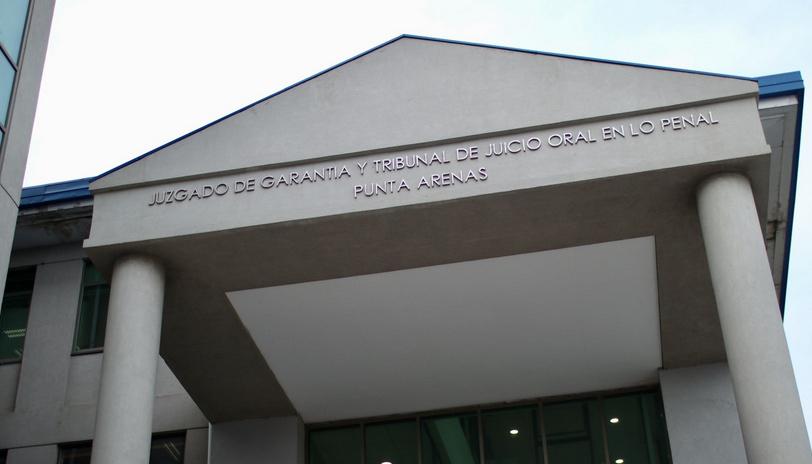 JUZGADO DE GARANTIA Y TRIBUNAL DE JUICIO ORAL EN LO PENAL
PUNTA ARENAS